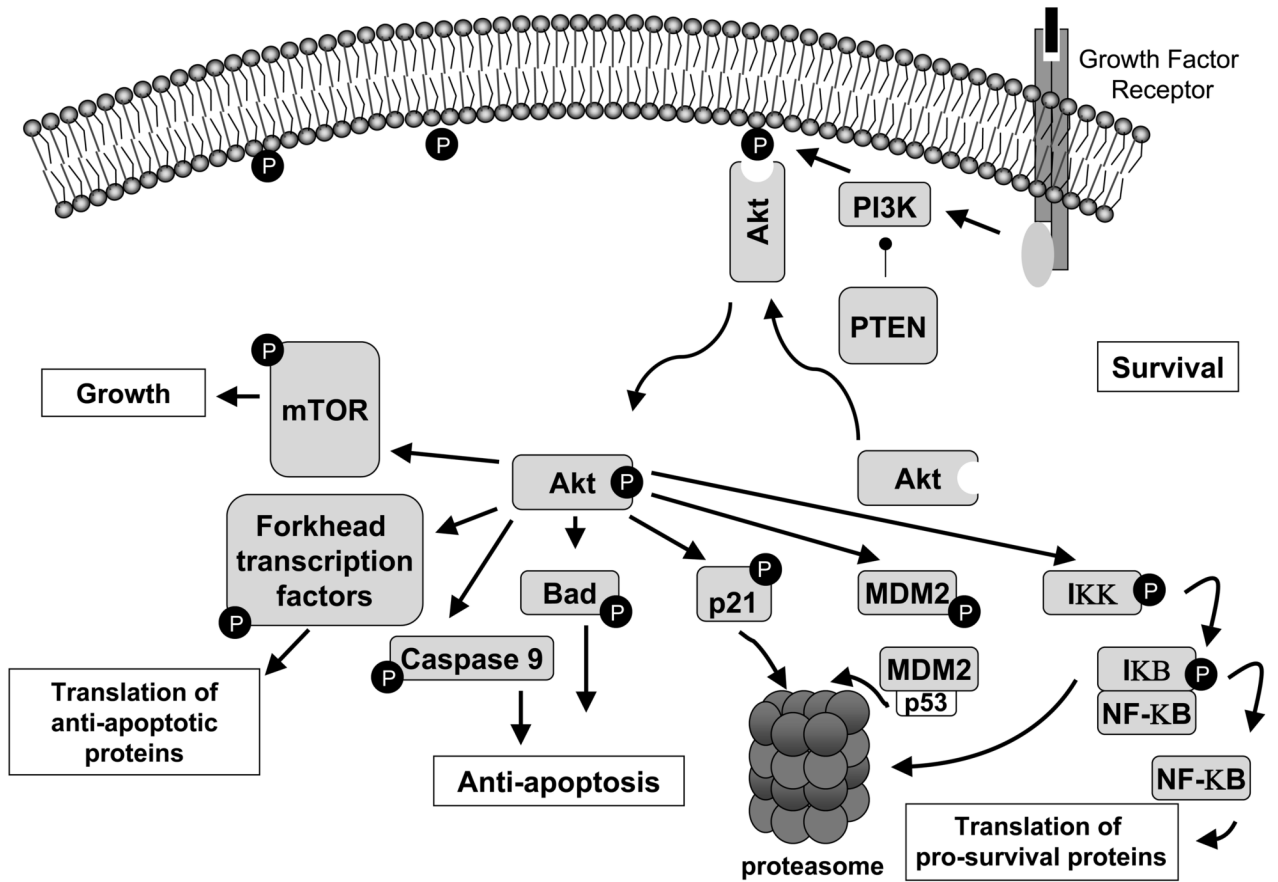 Growth Factor
Receptor
P
P
P
Akt
PI3K
PTEN
Survival
P
mTOR
Growth
Akt
P
Akt
Forkhead
transcription
factors
P
Bad
P
p21
P
MDM2
P
IKK
P
Caspase 9
P
MDM2
p53
IKB
P
NF-KB
Translation of
anti-apoptotic
proteins
Anti-apoptosis
NF-KB
proteasome
Translation of
pro-survival proteins